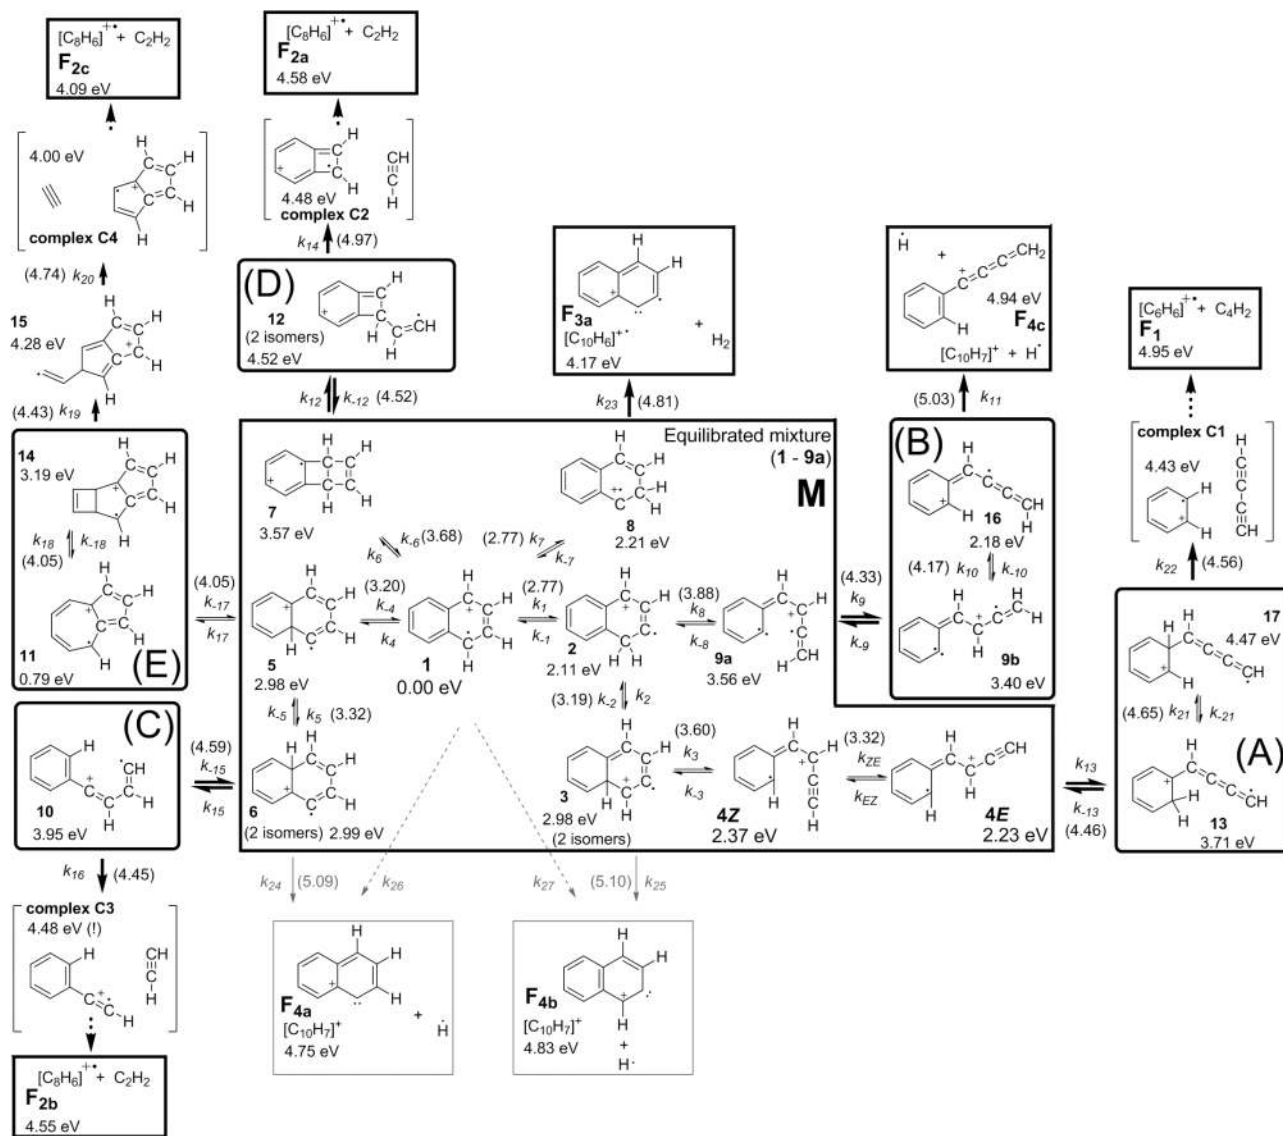 [C8H6]+• + C2H2
F2c
4.09 eV
4.00 eV
complex C4
(4.74) k20
15
4.28 eV
(4.43) k19
14
3.19 eV
k18 k-18
(4.05)
11
0.79 eV
(E)
[C8H6]+• + C2H2
F2a
4.58 eV
4.48 eV
complex C2
k14 (4.97)
(D)
12
(2 isomers)
4.52 eV
k12 k-12 (4.52)
F3a
[C10H6]+•
+ H2
4.17 eV
k23 (4.81)
H•
+
4.94 eV
F4c
[C10H7]+ + H•
(5.03) k11
(B)
16
2.18 eV
(4.17) k10 k-10
9b
3.40 eV
[C6H6]+• + C4H2
F1
4.95 eV
complex C1
4.43 eV
k22 (4.56)
17
4.47 eV
(4.65) k21 k-21
(A)
13
3.71 eV
Equilibrated mixture
(1 - 9a)
M
7
3.57 eV
k6 k-6 (3.68)
8
2.21 eV
(2.77) k7
k-7
(4.05)
k-17
k17
5
2.98 eV
(3.20)
k-4
k4
1
0.00 eV
(2.77)
k1
k-1
2
2.11 eV
(3.88)
k8
k-8
9a
3.56 eV
(4.33)
k9
k-9
k-5 k5 (3.32)
(3.19) k-2 k2
(C)
10
3.95 eV
(4.59)
k-15
k15
6
(2 isomers) 2.99 eV
3
2.98 eV
(2 isomers)
(3.60)
k3
k-3
4Z
2.37 eV
(3.32)
kZE
kEZ
4E
2.23 eV
k13
k-13
(4.46)
k16 (4.45)
complex C3
4.48 eV (!)
[C8H6]+• + C2H2
F2b
4.55 eV
k24 (5.09) k26
k27 (5.10) k25
F4a
[C10H7]+
+ H•
4.75 eV
F4b
[C10H7]+
4.83 eV
+
H•